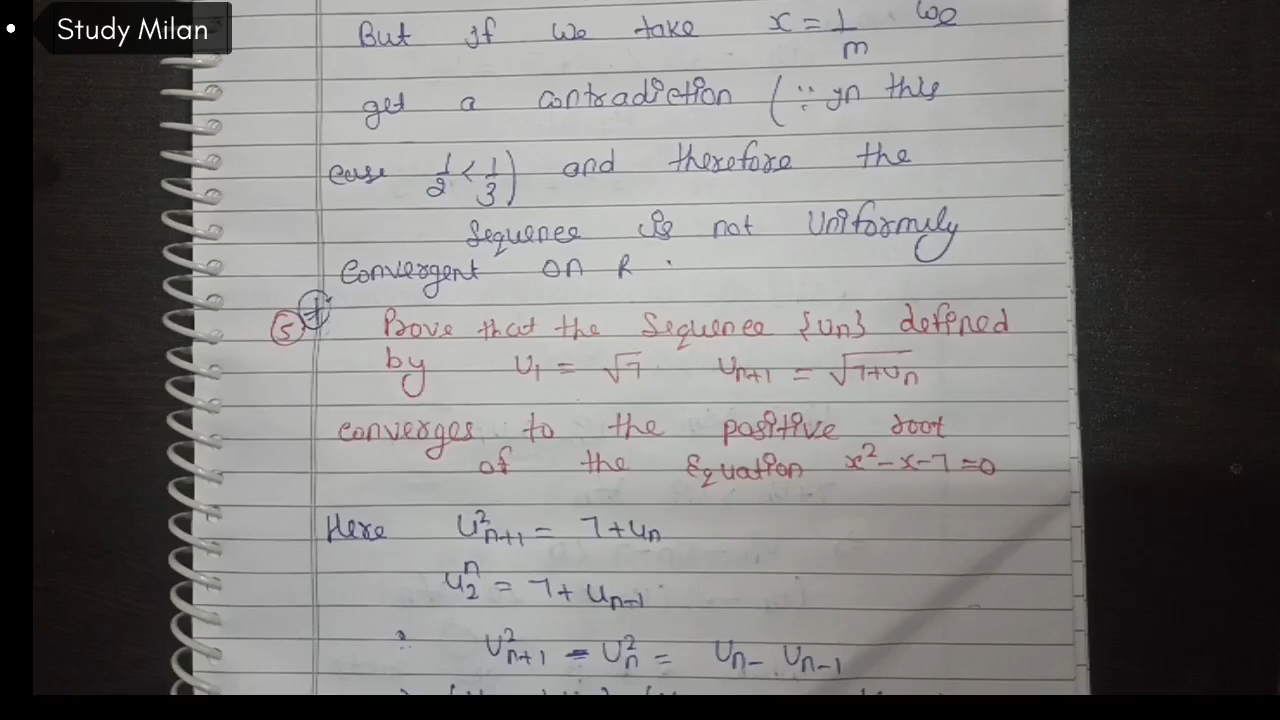 Study Milan
But if we take x = 1/m we
get a contradiction (∵ in this
case 1/2 < 1/3) and therefore the
Sequence is not Uniformuly
Convergent on R.
5 Prove that the Sequence {Un} defined
by U₁ = √7 Uₙ₊₁ = √7+Uₙ
converges to the positive root
of the Equation x² - x - 7 = 0
Here U²ₙ₊₁ = 7 + uₙ
u₂ⁿ = 7 + Uₙ₋₁
∴ U²ₙ₊₁ - Uₙ² = Uₙ - Uₙ₋₁